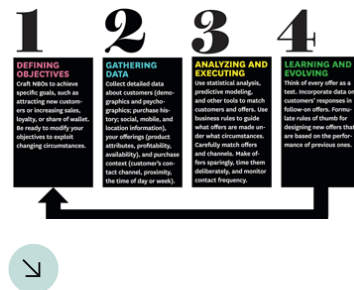 1
DEFINING
OBJECTIVES
Craft NBOs to achieve
specific goals, such as
attracting new custom-
ers or increasing sales,
loyalty, or share of wallet.
Be ready to modify your
objectives to exploit
changing circumstances.
2
GATHERING
DATA
Collect detailed data
about customers (demo-
graphics and psycho-
graphics; purchase his-
tory; social, mobile, and
location information),
your offerings (product
attributes, profitability,
availability), and purchase
context (customer's
contact channel, proximity,
the time of day or week).
3
ANALYZING AND
EXECUTING
Use statistical analysis,
predictive modeling,
and other tools to match
customers and offers. Use
business rules to guide
what offers are made un-
der what circumstances.
Carefully match offers
and channels. Make of-
fers sparingly, time them
deliberately, and monitor
contact frequency.
4
LEARNING AND
EVOLVING
Think of every offer as a
test. Incorporate data on
customers' responses in
follow-on offers. Formu-
late rules of thumb for
designing new offers that
are based on the perfor-
mance of previous ones.